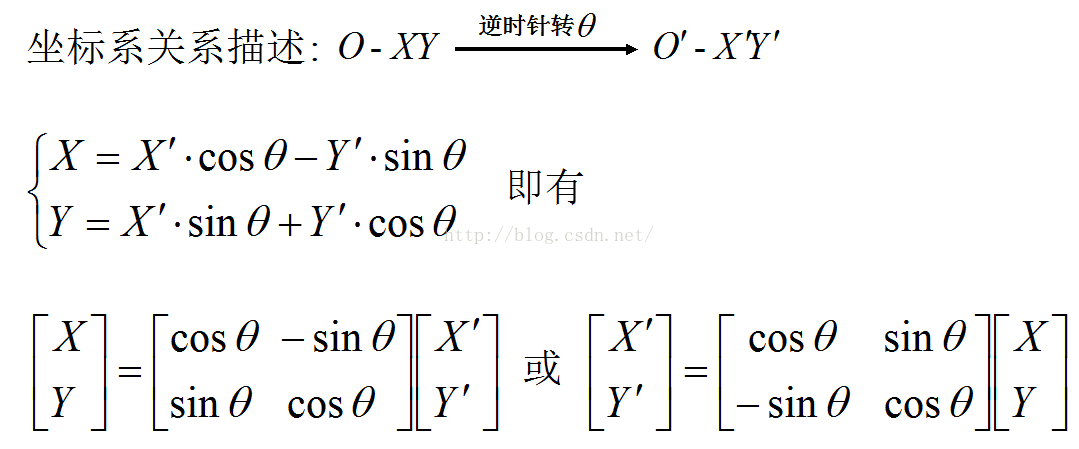 坐标系关系描述: O - XY 逆时针转θ O′ - X′Y′
X = X′·cosθ − Y′·sinθ
Y = X′·sinθ + Y′·cosθ 即有
http://blog.csdn.net/
[X Y] = [cosθ −sinθ sinθ cosθ][X′ Y′] 或 [X′ Y′] = [cosθ sinθ −sinθ cosθ][X Y]